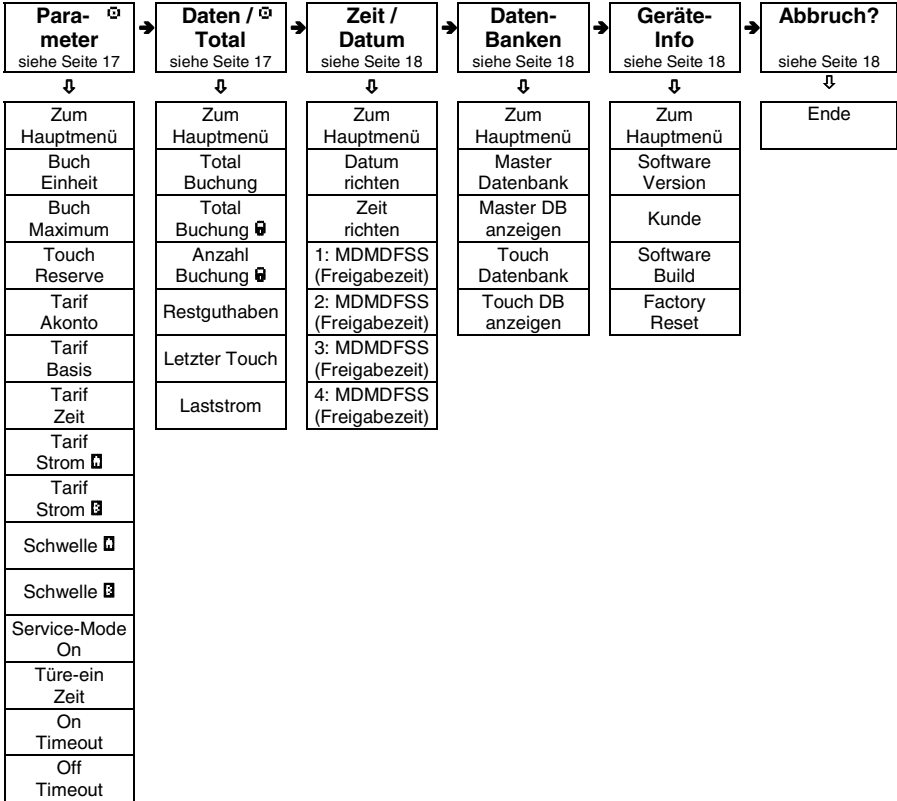 Para-
meter
siehe Seite 17
Daten /
Total
siehe Seite 17
Zeit /
Datum
siehe Seite 18
Daten-
Banken
siehe Seite 18
Geräte-
Info
siehe Seite 18
Abbruch?
siehe Seite 18
Zum
Hauptmenü
Buch
Einheit
Buch
Maximum
Touch
Reserve
Tarif
Akonto
Tarif
Basis
Tarif
Zeit
Tarif
Strom A
Tarif
Strom B
Schwelle A
Schwelle B
Service-Mode
On
Türe-ein
Zeit
On
Timeout
Off
Timeout
Zum
Hauptmenü
Total
Buchung
Total
Buchung
Anzahl
Buchung
Restguthaben
Letzter Touch
Laststrom
Zum
Hauptmenü
Datum
richten
Zeit
richten
1: MDMDFSS
(Freigabezeit)
2: MDMDFSS
(Freigabezeit)
3: MDMDFSS
(Freigabezeit)
4: MDMDFSS
(Freigabezeit)
Zum
Hauptmenü
Master
Datenbank
Master DB
anzeigen
Touch
Datenbank
Touch DB
anzeigen
Zum
Hauptmenü
Software
Version
Kunde
Software
Build
Factory
Reset
Ende